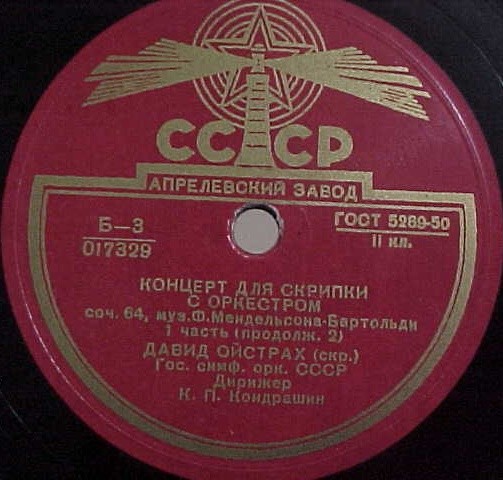 СССР
АПРЕЛЕВСКИЙ ЗАВОД
Б—3
017329
ГОСТ 5289-50
II кл.
КОНЦЕРТ ДЛЯ СКРИПКИ
С ОРКЕСТРОМ
соч. 64, муз.Ф.Мендельсона-Бартольди
1 часть (продолж. 2)
ДАВИД ОЙСТРАХ (скр.)
Гос. симф. орк. СССР
Дирижер
К. П. Кондрашин